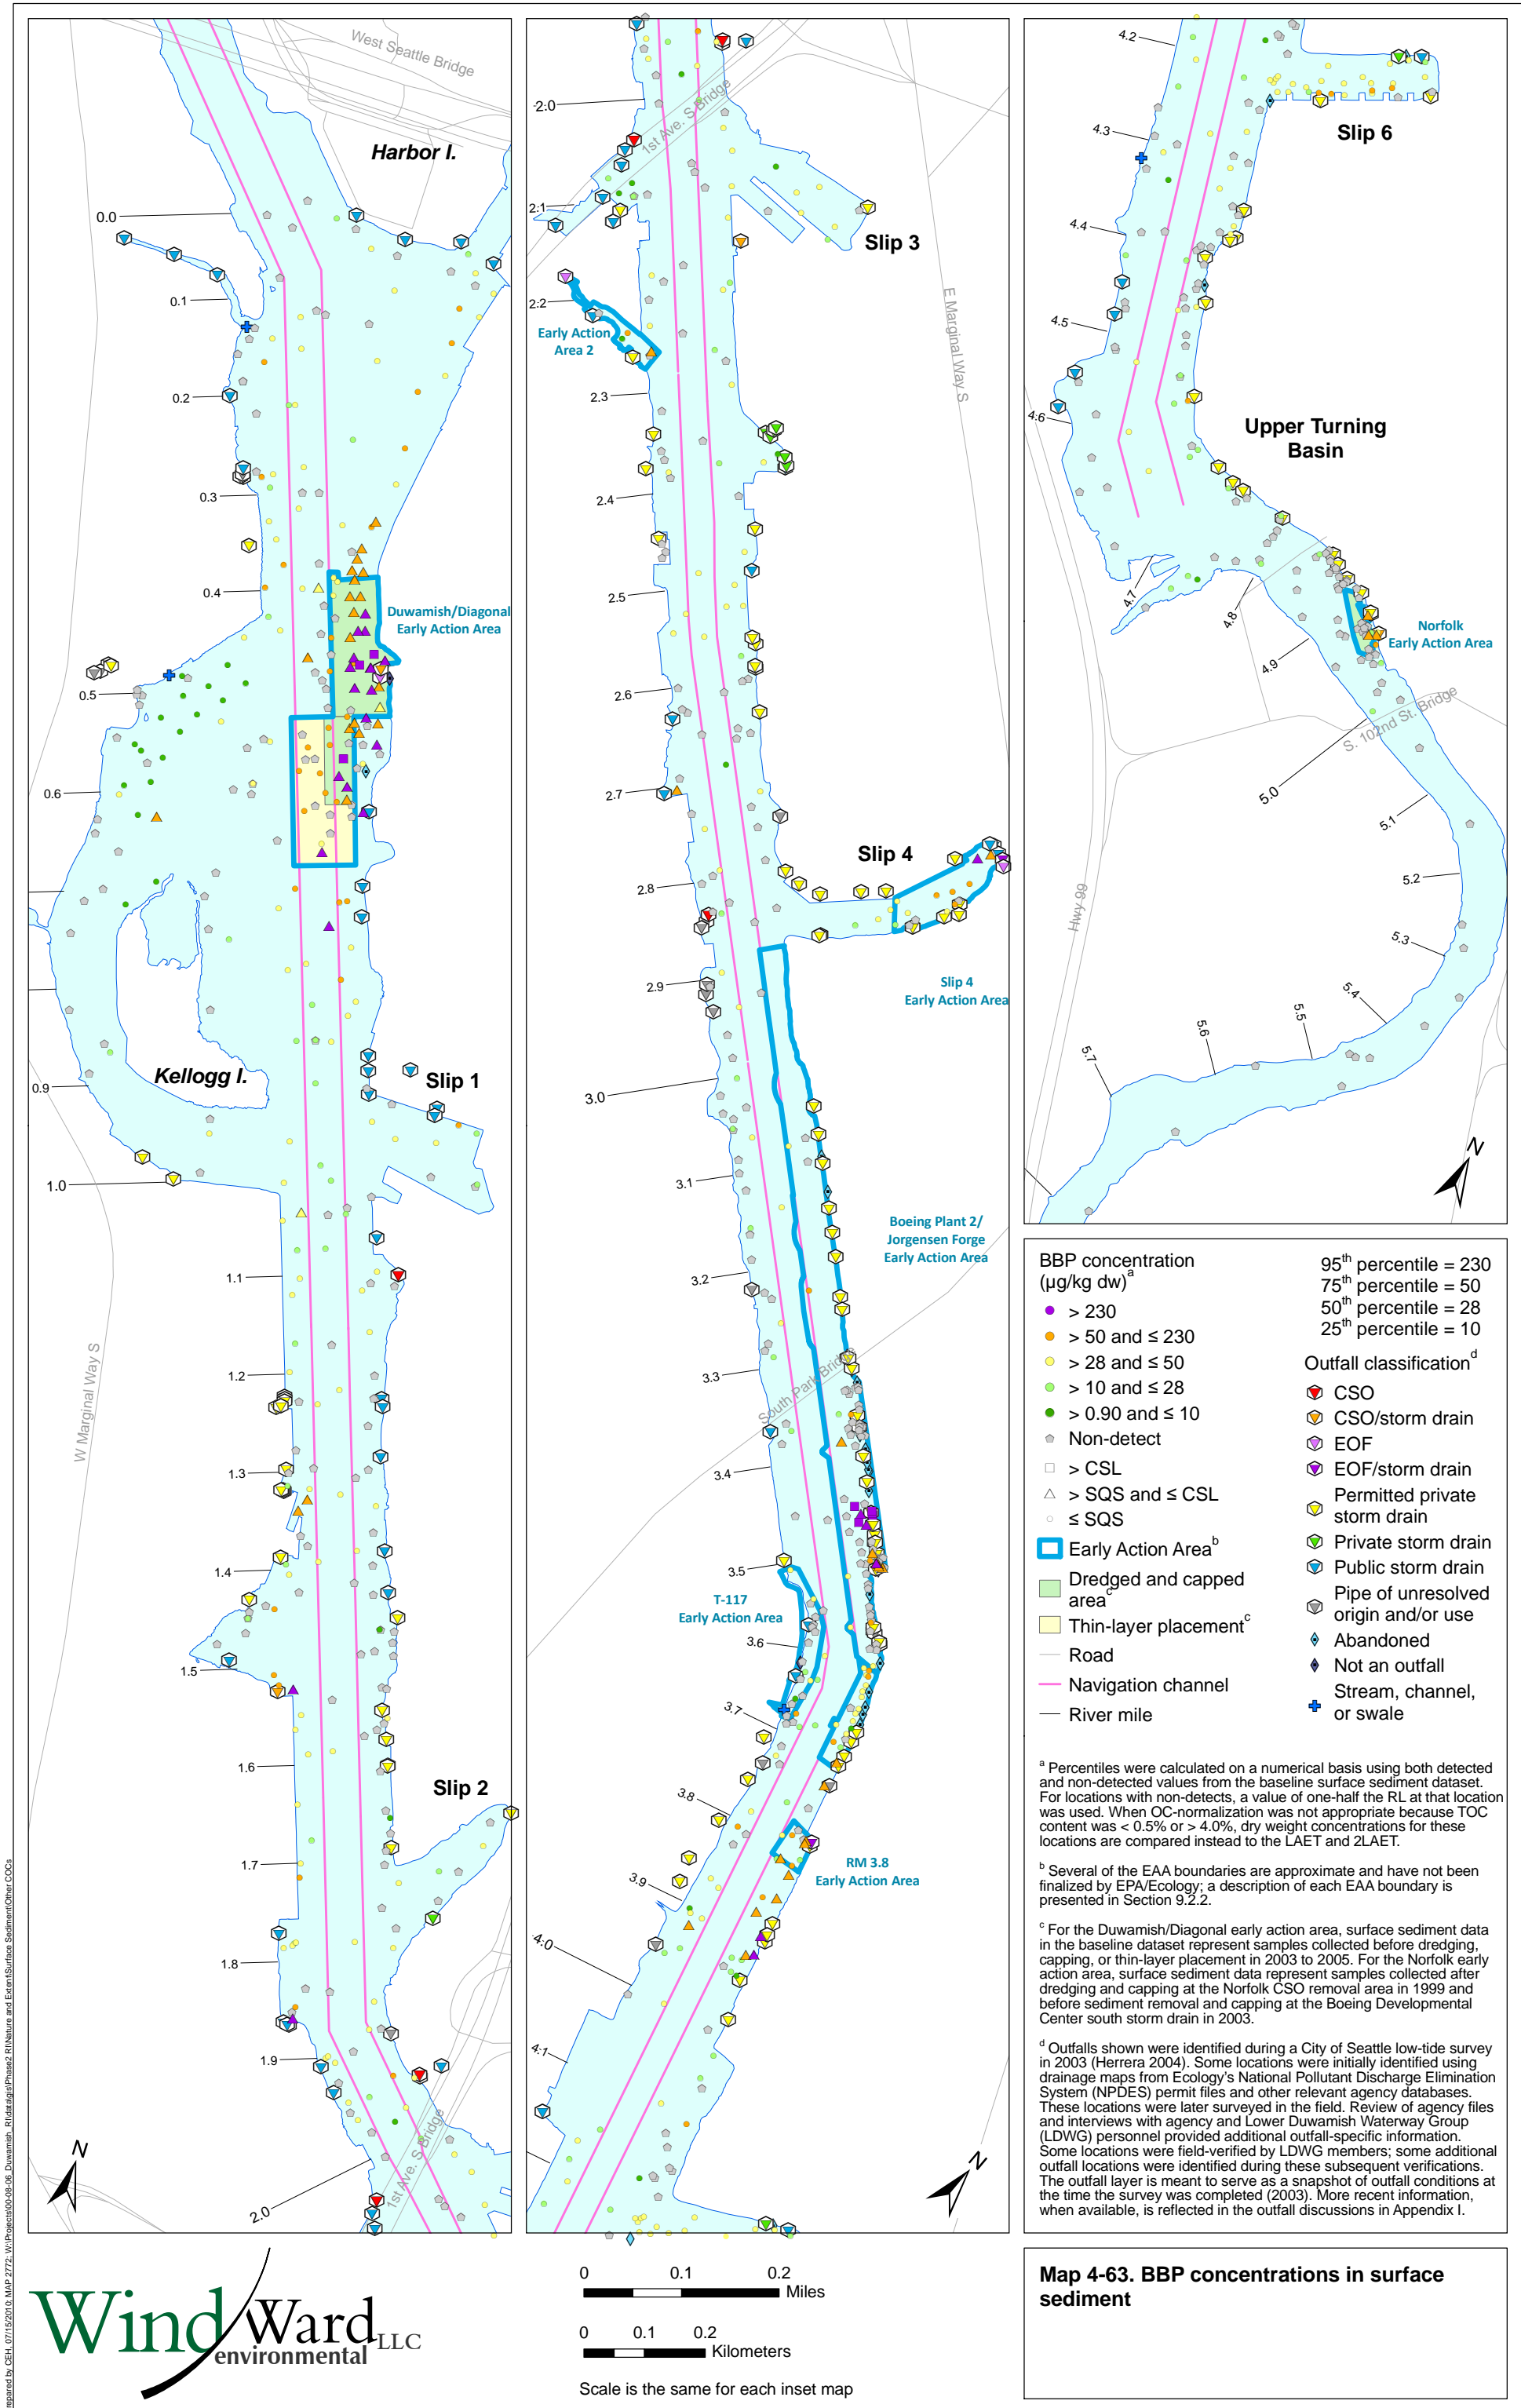 West Seattle Bridge
Harbor I.
0.0
0.1
0.2
0.3
0.4
Duwamish/Diagonal
Early Action Area
0.5
0.6
Kellogg I.
0.9
Slip 1
1.0
1.1
1.2
W Marginal Way S
1.3
1.4
1.5
1.6
Slip 2
1.7
1.8
1.9
1st Ave. S Bridge
2.0
N
2.0
1st Ave. S Bridge
2.1
Slip 3
2.2
Early Action
Area 2
E Marginal Way S
2.3
2.4
2.5
2.6
2.7
Slip 4
2.8
2.9
Slip 4
Early Action Area
3.0
3.1
Boeing Plant 2/
Jorgensen Forge
Early Action Area
3.2
3.3
South Park Bridge
3.4
3.5
T-117
Early Action Area
3.6
3.7
3.8
RM 3.8
Early Action Area
3.9
4.0
4.1
N
4.2
Slip 6
4.3
4.4
4.5
4.6
Upper Turning
Basin
4.7
4.8
Norfolk
Early Action Area
4.9
S. 102nd St. Bridge
5.0
5.1
5.2
Hwy 99
5.3
5.4
5.5
5.6
5.7
N
BBP concentration
(µg/kg dw)a
> 230
> 50 and ≤ 230
> 28 and ≤ 50
> 10 and ≤ 28
> 0.90 and ≤ 10
Non-detect
> CSL
> SQS and ≤ CSL
≤ SQS
Early Action Areab
Dredged and capped
areac
Thin-layer placementc
Road
Navigation channel
River mile
95th percentile = 230
75th percentile = 50
50th percentile = 28
25th percentile = 10
Outfall classificationd
CSO
CSO/storm drain
EOF
EOF/storm drain
Permitted private
storm drain
Private storm drain
Public storm drain
Pipe of unresolved
origin and/or use
Abandoned
Not an outfall
Stream, channel,
or swale
a Percentiles were calculated on a numerical basis using both detected
and non-detected values from the baseline surface sediment dataset.
For locations with non-detects, a value of one-half the RL at that location
was used. When OC-normalization was not appropriate because TOC
content was < 0.5% or > 4.0%, dry weight concentrations for these
locations are compared instead to the LAET and 2LAET.
b Several of the EAA boundaries are approximate and have not been
finalized by EPA/Ecology; a description of each EAA boundary is
presented in Section 9.2.2.
c For the Duwamish/Diagonal early action area, surface sediment data
in the baseline dataset represent samples collected before dredging,
capping, or thin-layer placement in 2003 to 2005. For the Norfolk early
action area, surface sediment data represent samples collected after
dredging and capping at the Norfolk CSO removal area in 1999 and
before sediment removal and capping at the Boeing Developmental
Center south storm drain in 2003.
d Outfalls shown were identified during a City of Seattle low-tide survey
in 2003 (Herrera 2004). Some locations were initially identified using
drainage maps from Ecology's National Pollutant Discharge Elimination
System (NPDES) permit files and other relevant agency databases.
These locations were later surveyed in the field. Review of agency files
and interviews with agency and Lower Duwamish Waterway Group
(LDWG) personnel provided additional outfall-specific information.
Some locations were field-verified by LDWG members; some additional
outfall locations were identified during these subsequent verifications.
The outfall layer is meant to serve as a snapshot of outfall conditions at
the time the survey was completed (2003). More recent information,
when available, is reflected in the outfall discussions in Appendix I.
Wind Ward LLC
environmental
0 0.1 0.2
Miles
0 0.1 0.2
Kilometers
Scale is the same for each inset map
Map 4-63. BBP concentrations in surface
sediment